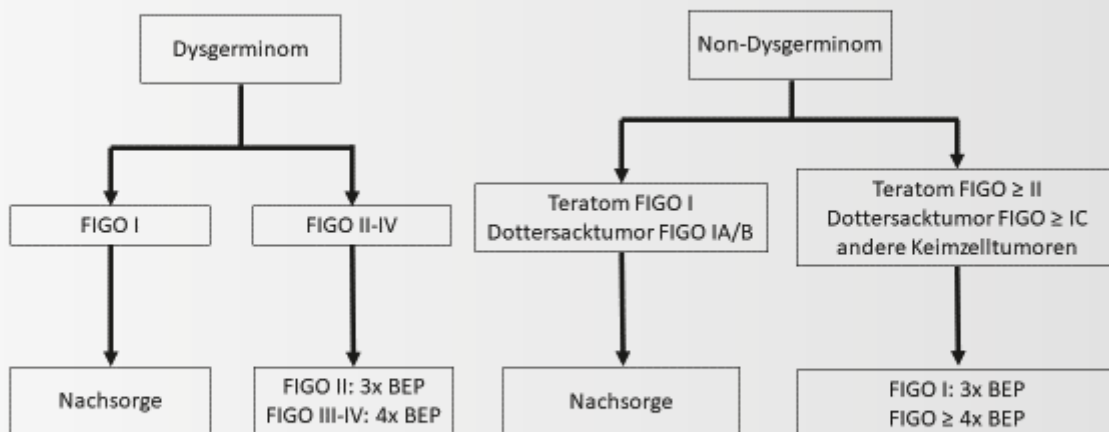 Dysgerminom
FIGO I
FIGO II-IV
Nachsorge
FIGO II: 3x BEP
FIGO III-IV: 4x BEP
Non-Dysgerminom
Teratom FIGO I
Dottersacktumor FIGO IA/B
Teratom FIGO ≥ II
Dottersacktumor FIGO ≥ IC
andere Keimzelltumoren
Nachsorge
FIGO I: 3x BEP
FIGO ≥ 4x BEP